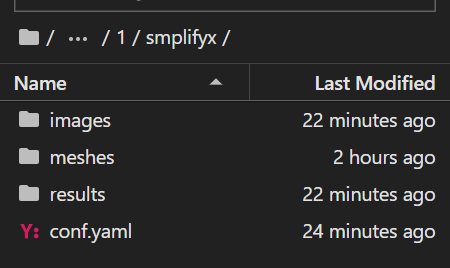 / ··· / 1 / smplifyx /
Name Last Modified
images 22 minutes ago
meshes 2 hours ago
results 22 minutes ago
Y: conf.yaml 24 minutes ago